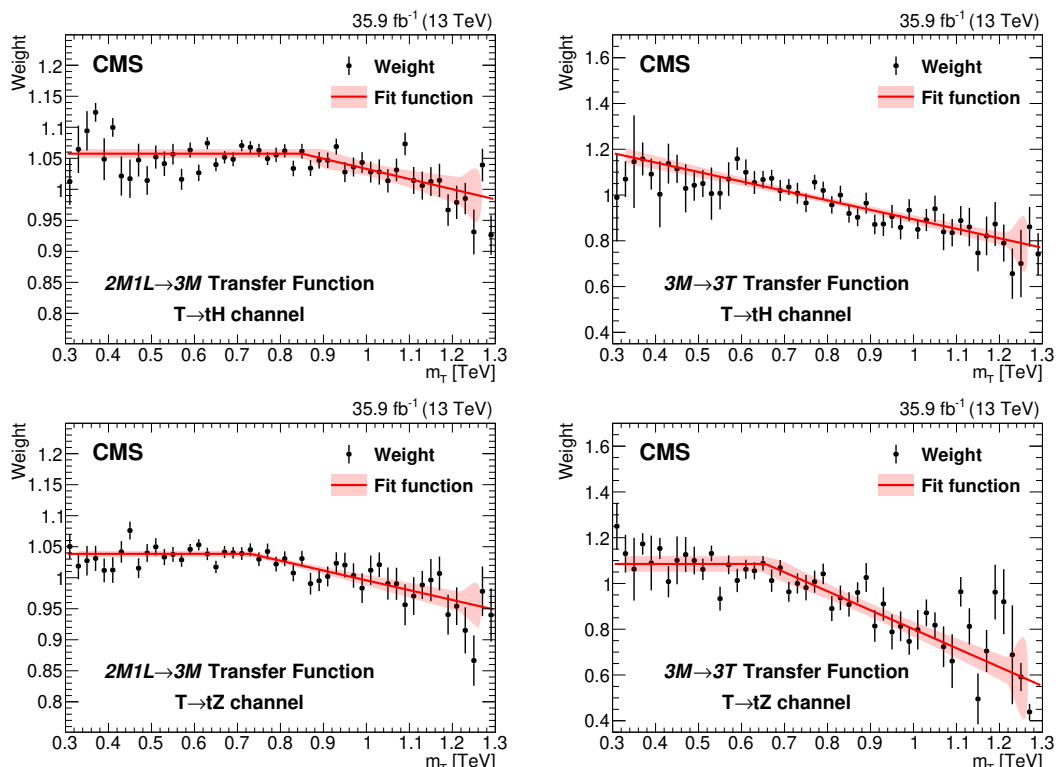 35.9 fb⁻¹ (13 TeV)
Weight
1.2
1.15
1.1
1.05
1
0.95
0.9
0.85
0.8
CMS
Weight
Fit function
2M1L→3M Transfer Function
T→tH channel
0.3 0.4 0.5 0.6 0.7 0.8 0.9 1 1.1 1.2 1.3
m_T [TeV]
35.9 fb⁻¹ (13 TeV)
Weight
1.6
1.4
1.2
1
0.8
0.6
0.4
CMS
Weight
Fit function
3M→3T Transfer Function
T→tH channel
0.3 0.4 0.5 0.6 0.7 0.8 0.9 1 1.1 1.2 1.3
m_T [TeV]
35.9 fb⁻¹ (13 TeV)
Weight
1.2
1.15
1.1
1.05
1
0.95
0.9
0.85
0.8
CMS
Weight
Fit function
2M1L→3M Transfer Function
T→tZ channel
0.3 0.4 0.5 0.6 0.7 0.8 0.9 1 1.1 1.2 1.3
m_T [TeV]
35.9 fb⁻¹ (13 TeV)
Weight
1.6
1.4
1.2
1
0.8
0.6
0.4
CMS
Weight
Fit function
3M→3T Transfer Function
T→tZ channel
0.3 0.4 0.5 0.6 0.7 0.8 0.9 1 1.1 1.2 1.3
m_T [TeV]